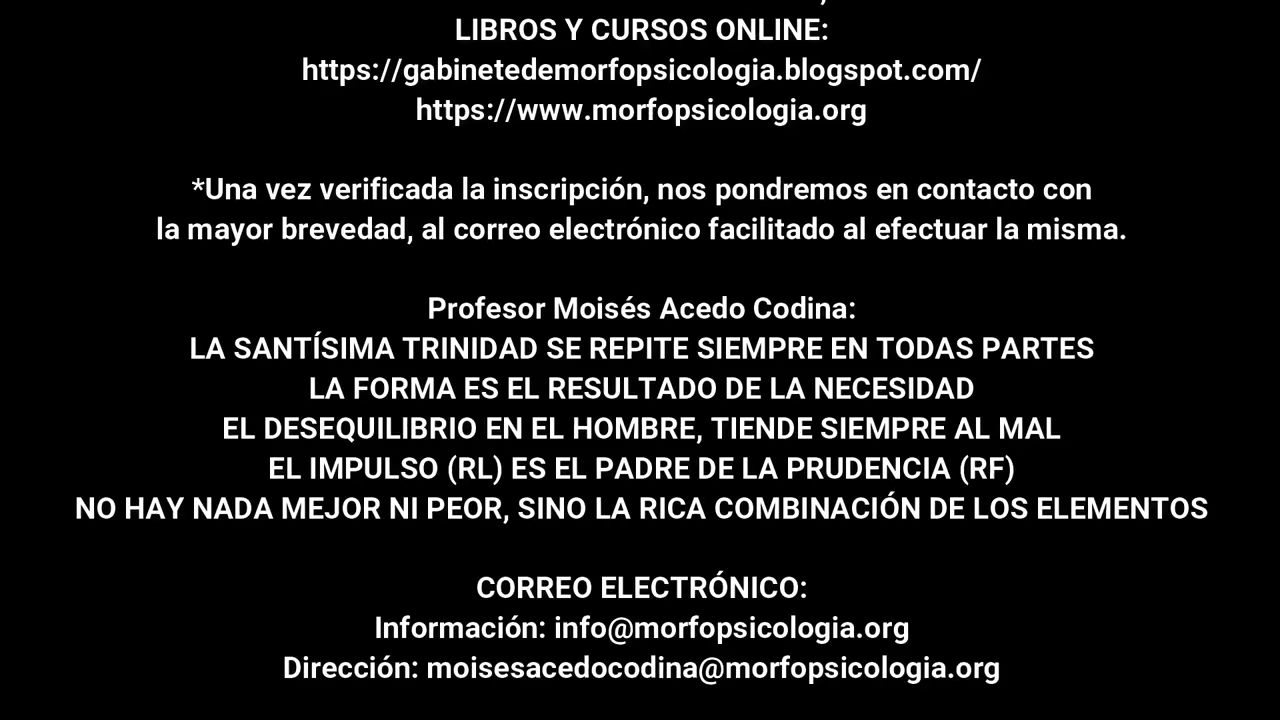 LIBROS Y CURSOS ONLINE:
https://gabinetedemorfopsicologia.blogspot.com/
https://www.morfopsicologia.org
*Una vez verificada la inscripción, nos pondremos en contacto con
la mayor brevedad, al correo electrónico facilitado al efectuar la misma.
Profesor Moisés Acedo Codina:
LA SANTÍSIMA TRINIDAD SE REPITE SIEMPRE EN TODAS PARTES
LA FORMA ES EL RESULTADO DE LA NECESIDAD
EL DESEQUILIBRIO EN EL HOMBRE, TIENDE SIEMPRE AL MAL
EL IMPULSO (RL) ES EL PADRE DE LA PRUDENCIA (RF)
NO HAY NADA MEJOR NI PEOR, SINO LA RICA COMBINACIÓN DE LOS ELEMENTOS
CORREO ELECTRÓNICO:
Información: info@morfopsicologia.org
Dirección: moisesacedocodina@morfopsicologia.org